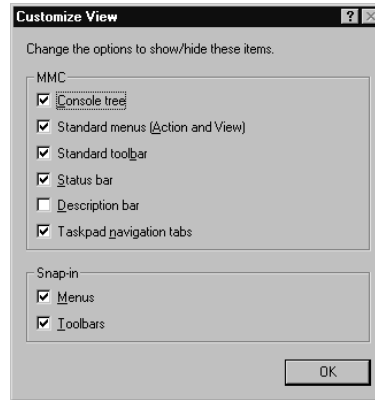 Customize View
Change the options to show/hide these items.
MMC
Console tree
Standard menus (Action and View)
Standard toolbar
Status bar
Description bar
Taskpad navigation tabs
Snap-in
Menus
Toolbars
OK